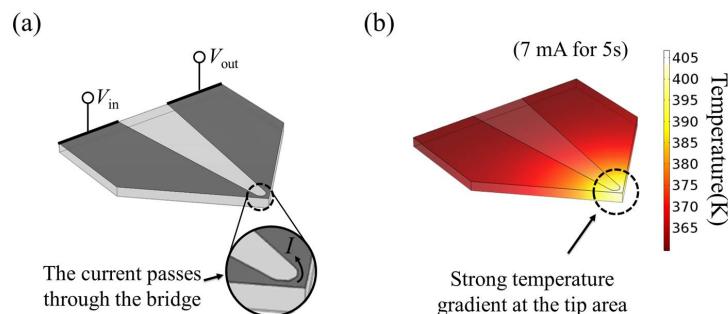 (a)
V_in
V_out
I
The current passes
through the bridge
(b)
(7 mA for 5s)
405
400
395
390
385
380
375
370
365
Temperature(K)
Strong temperature
gradient at the tip area